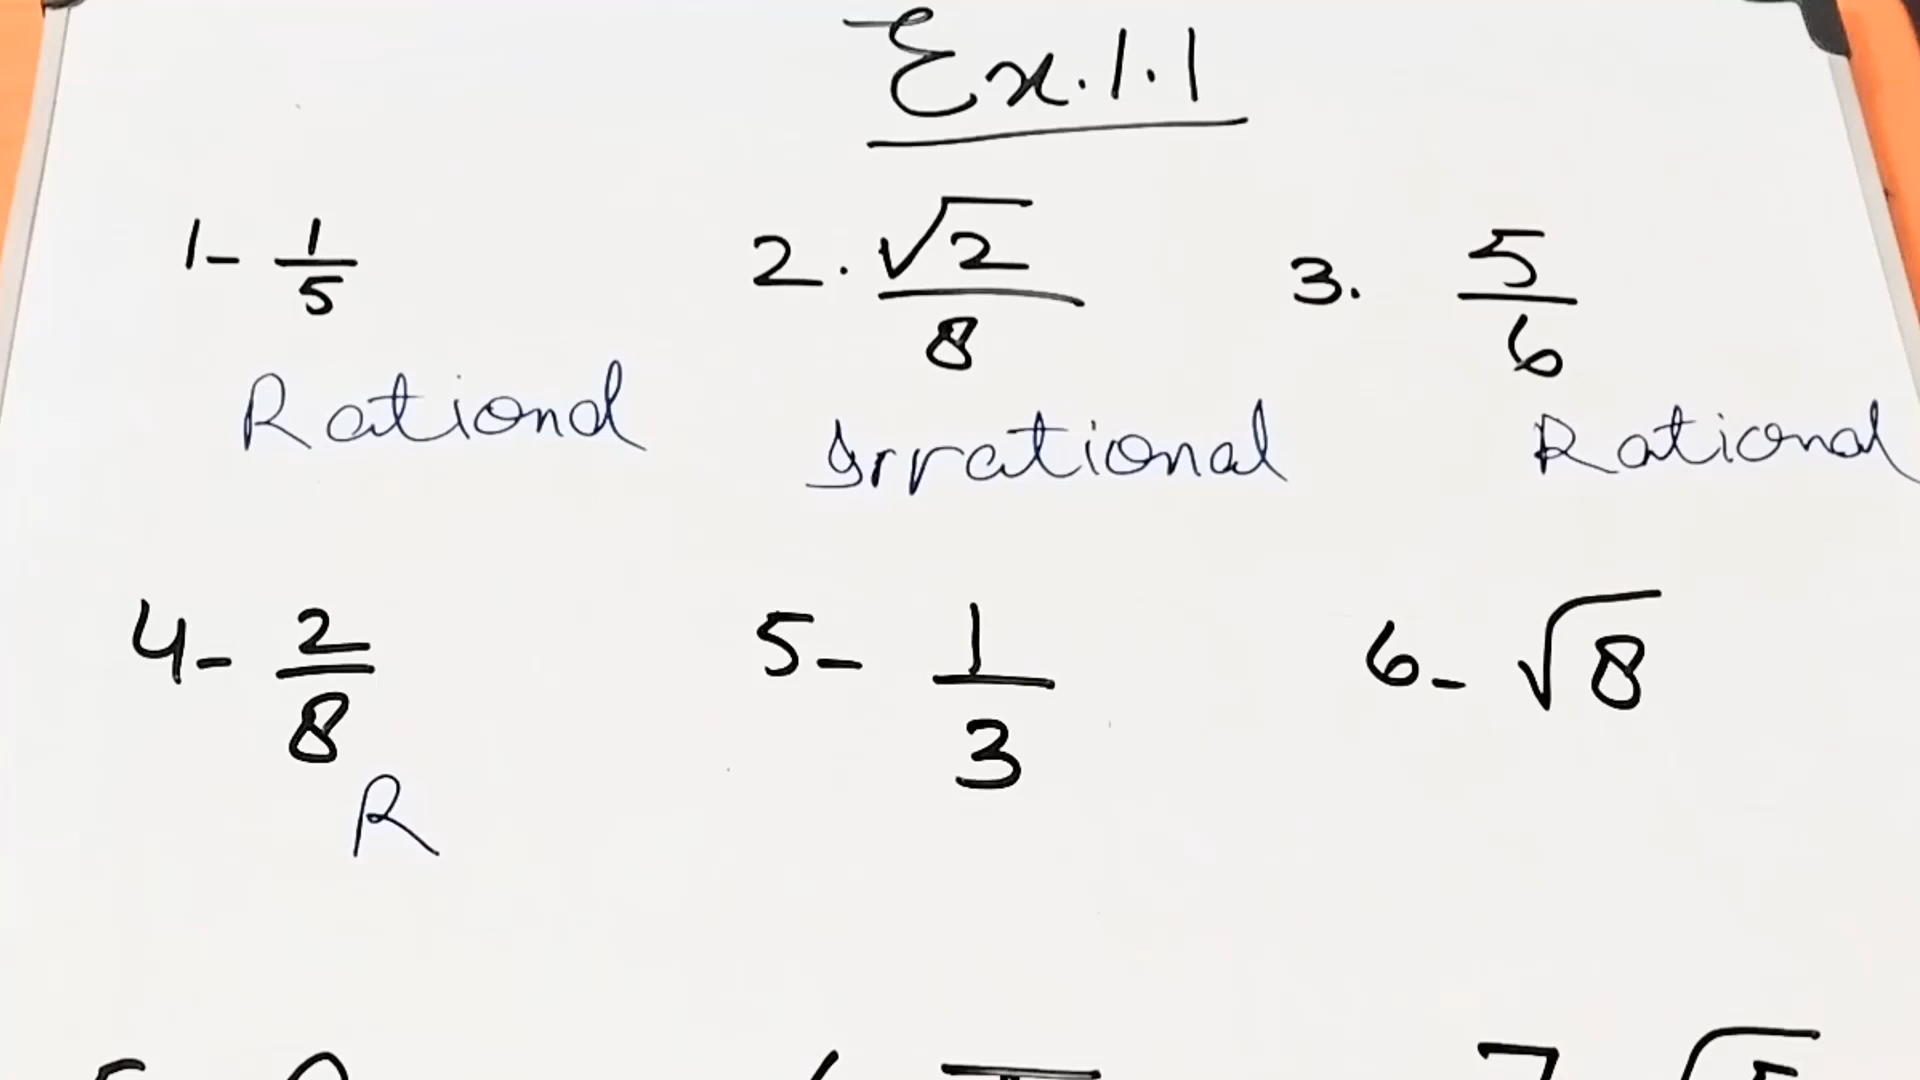 Ex.1.1
1- 1/5 2. √2/8 3. 5/6
Rational Irrational Rational
4- 2/8 5- 1/3 6- √8
R